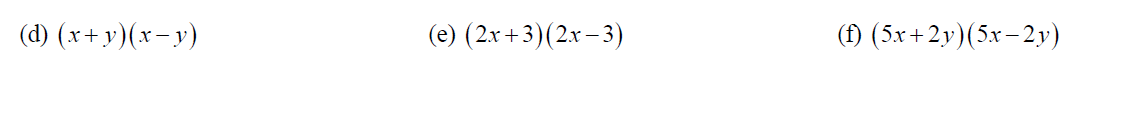 (d) (x+y)(x−y) (e) (2x+3)(2x−3) (f) (5x+2y)(5x−2y)